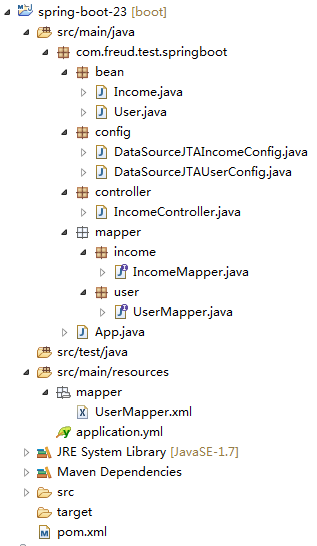 spring-boot-23 [boot]
src/main/java
com.freud.test.springboot
bean
Income.java
User.java
config
DataSourceJTAIncomeConfig.java
DataSourceJTAUserConfig.java
controller
IncomeController.java
mapper
income
IncomeMapper.java
user
UserMapper.java
App.java
src/test/java
src/main/resources
mapper
UserMapper.xml
application.yml
JRE System Library [JavaSE-1.7]
Maven Dependencies
src
target
pom.xml